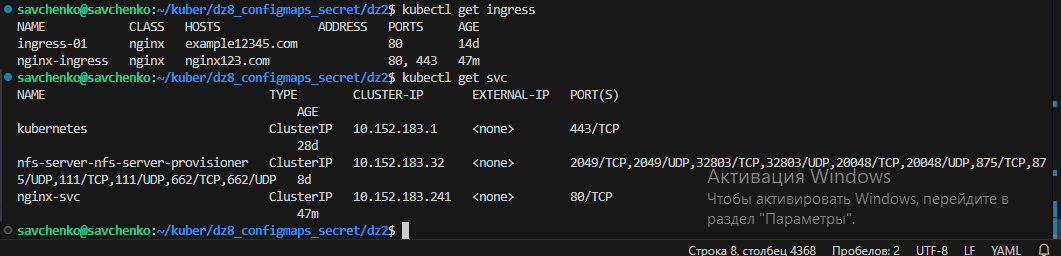 savchenko@savchenko:~/kuber/dz8_configmaps_secret/dz2$ kubectl get ingress
NAME CLASS HOSTS ADDRESS PORTS AGE
ingress-01 nginx example12345.com 80 14d
nginx-ingress nginx nginx123.com 80, 443 47m
savchenko@savchenko:~/kuber/dz8_configmaps_secret/dz2$ kubectl get svc
NAME TYPE CLUSTER-IP EXTERNAL-IP PORT(S)
AGE
kubernetes ClusterIP 10.152.183.1 <none> 443/TCP
28d
nfs-server-nfs-server-provisioner ClusterIP 10.152.183.32 <none> 2049/TCP,2049/UDP,32803/TCP,32803/UDP,20048/TCP,20048/UDP,875/TCP,87
5/UDP,111/TCP,111/UDP,662/TCP,662/UDP 8d
nginx-svc ClusterIP 10.152.183.241 <none> 80/TCP
47m
savchenko@savchenko:~/kuber/dz8_configmaps_secret/dz2$
Активация Windows
Чтобы активировать Windows, перейдите в
раздел "Параметры".
Строка 8, столбец 4368 Пробелов: 2 UTF-8 LF YAML